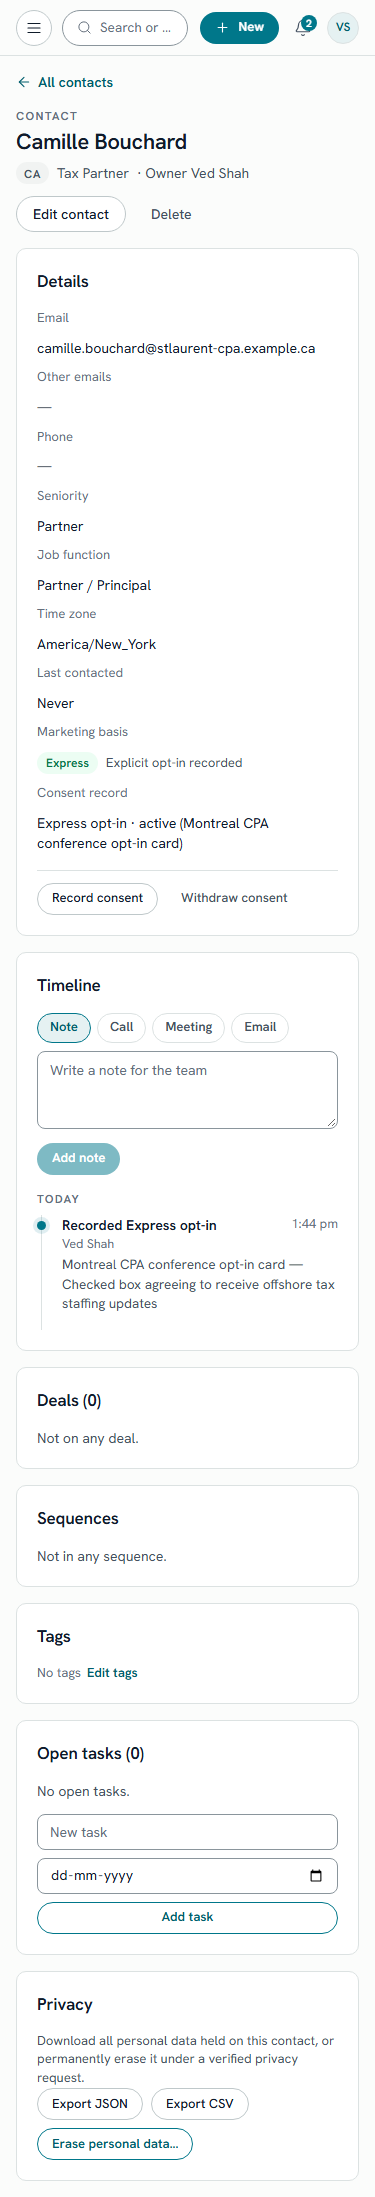 Search or ...
New
2
VS
All contacts
CONTACT
Camille Bouchard
CA Tax Partner · Owner Ved Shah
Edit contact
Delete
Details
Email
camille.bouchard@stlaurent-cpa.example.ca
Other emails
—
Phone
—
Seniority
Partner
Job function
Partner / Principal
Time zone
America/New_York
Last contacted
Never
Marketing basis
Express Explicit opt-in recorded
Consent record
Express opt-in · active (Montreal CPA
conference opt-in card)
Record consent
Withdraw consent
Timeline
Note
Call
Meeting
Email
Write a note for the team
Add note
TODAY
Recorded Express opt-in 1:44 pm
Ved Shah
Montreal CPA conference opt-in card —
Checked box agreeing to receive offshore tax
staffing updates
Deals (0)
Not on any deal.
Sequences
Not in any sequence.
Tags
No tags Edit tags
Open tasks (0)
No open tasks.
New task
dd-mm-yyyy
Add task
Privacy
Download all personal data held on this contact, or
permanently erase it under a verified privacy
request.
Export JSON
Export CSV
Erase personal data...